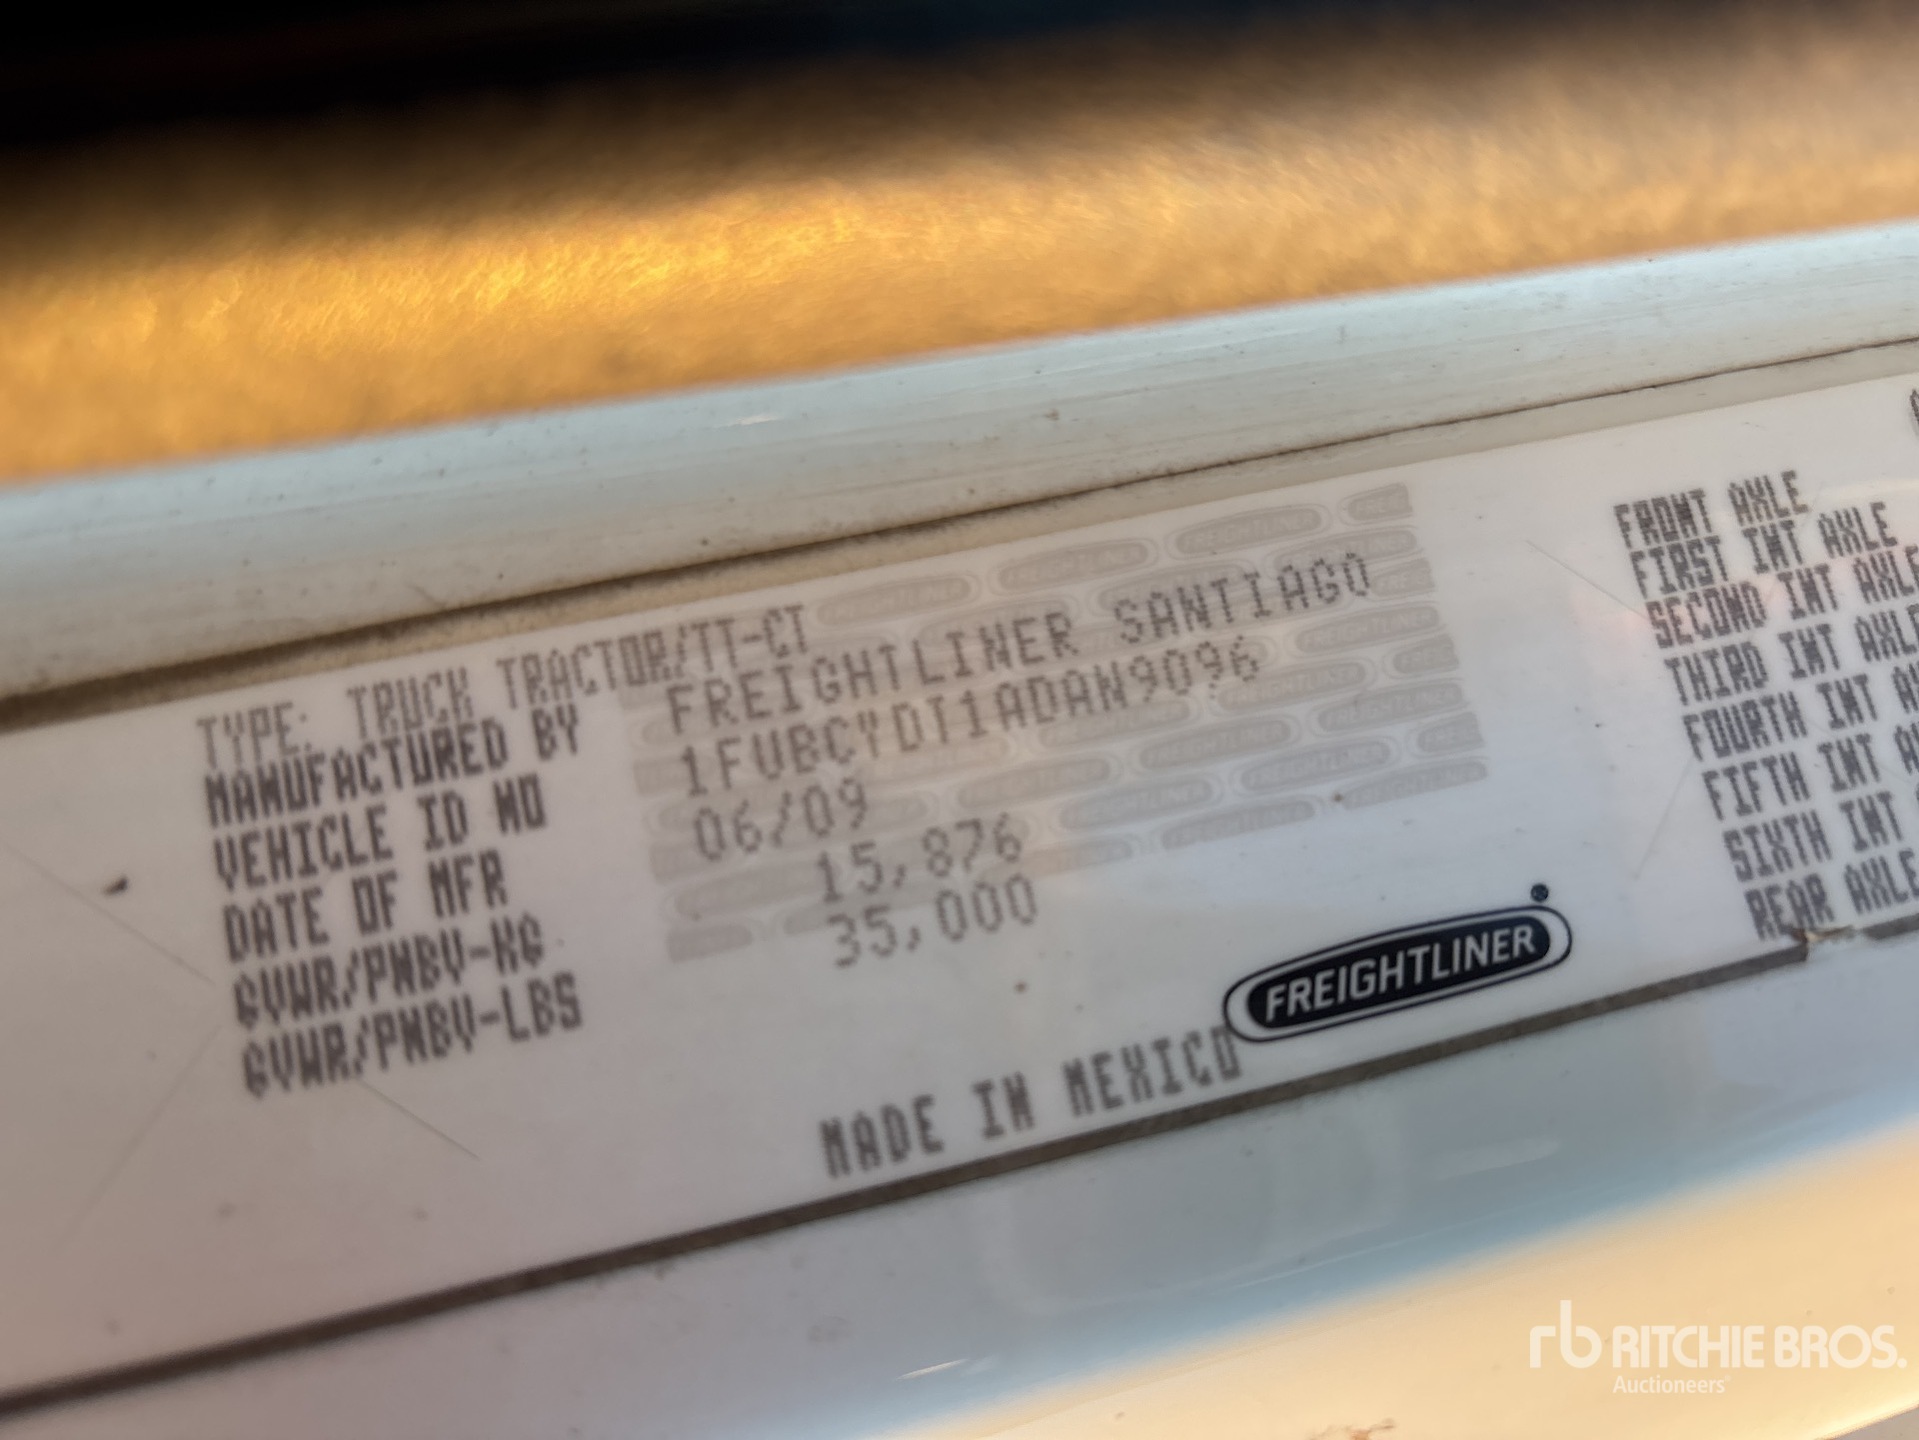 TYPE: TRUCK TRACTOR/TT-CT
MANUFACTURED BY FREIGHTLINER SANTIAGO
VEHICLE ID NO 1FUBCYDT1ADAN9096
DATE OF MFR 06/09
GVWR/PNBV-KG 15,876
GVWR/PNBV-LBS 35,000
MADE IN MEXICO
FREIGHTLINER
FRONT AXLE
FIRST INT AXLE
SECOND INT AXLE
THIRD INT AXLE
FOURTH INT
FIFTH INT
SIXTH INT
REAR AXLE
rb RITCHIE BROS.
Auctioneers